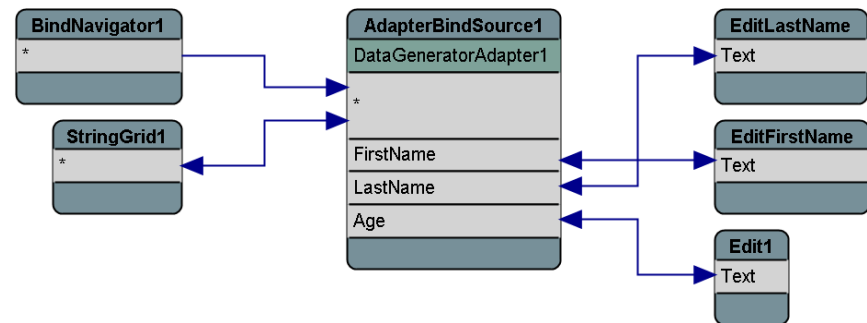 BindNavigator1
*
StringGrid1
*
AdapterBindSource1
DataGeneratorAdapter1
*
FirstName
LastName
Age
EditLastName
Text
EditFirstName
Text
Edit1
Text